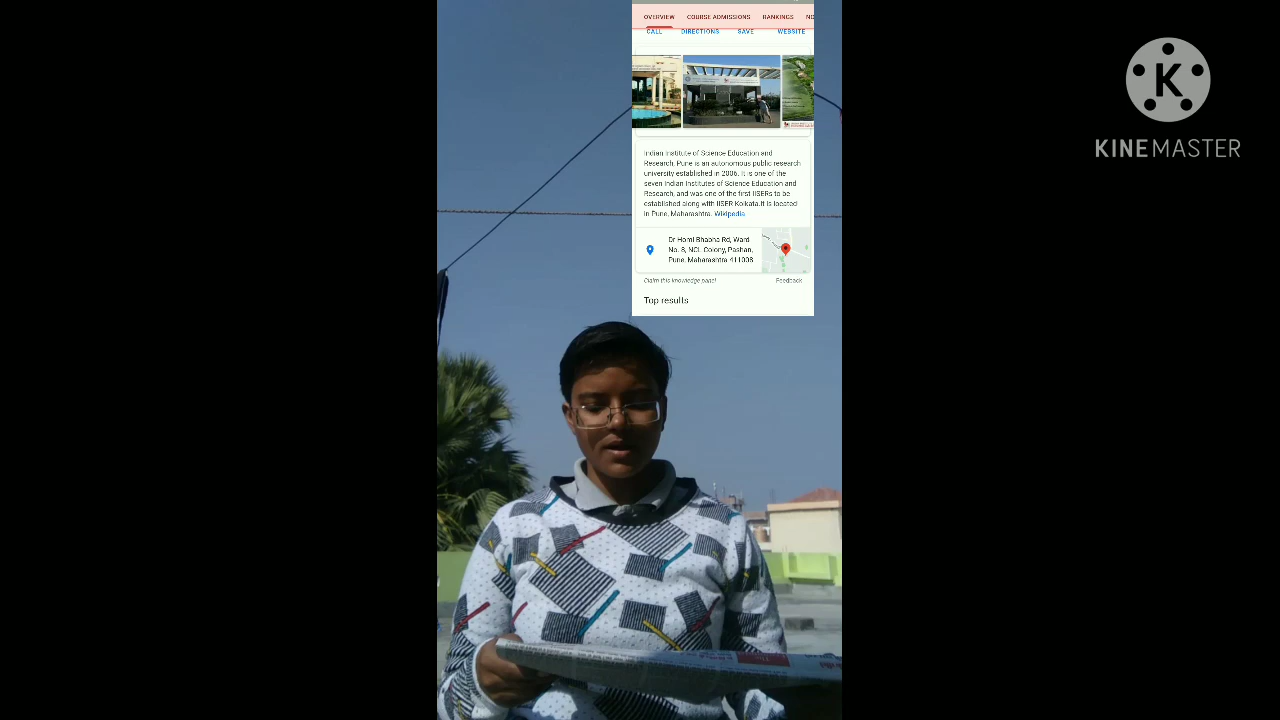 OVERVIEW COURSE ADMISSIONS RANKINGS
CALL DIRECTIONS SAVE WEBSITE
Indian Institute of Science Education and
Research, Pune is an autonomous public research
university established in 2006. It is one of the
seven Indian Institutes of Science Education and
Research, and was one of the first IISERs to be
established along with IISER Kolkata.It is located
in Pune, Maharashtra. Wikipedia
Dr Homi Bhabha Rd, Ward
No. 8, NCL Colony, Pashan,
Pune, Maharashtra 411008
Claim this knowledge panel Feedback
Top results
K
KINEMASTER